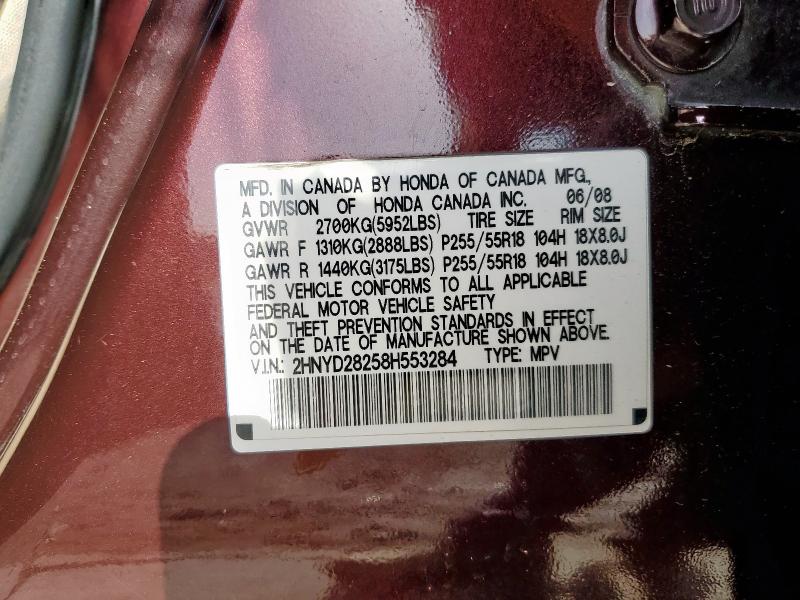 MFD. IN CANADA BY HONDA OF CANADA MFG.,
A DIVISION OF HONDA CANADA INC. 06/08
GVWR 2700KG(5952LBS) TIRE SIZE RIM SIZE
GAWR F 1310KG(2888LBS) P255/55R18 104H 18X8.0J
GAWR R 1440KG(3175LBS) P255/55R18 104H 18X8.0J
THIS VEHICLE CONFORMS TO ALL APPLICABLE
FEDERAL MOTOR VEHICLE SAFETY
AND THEFT PREVENTION STANDARDS IN EFFECT
ON THE DATE OF MANUFACTURE SHOWN ABOVE.
V.I.N.: 2HNYD28258H553284 TYPE: MPV